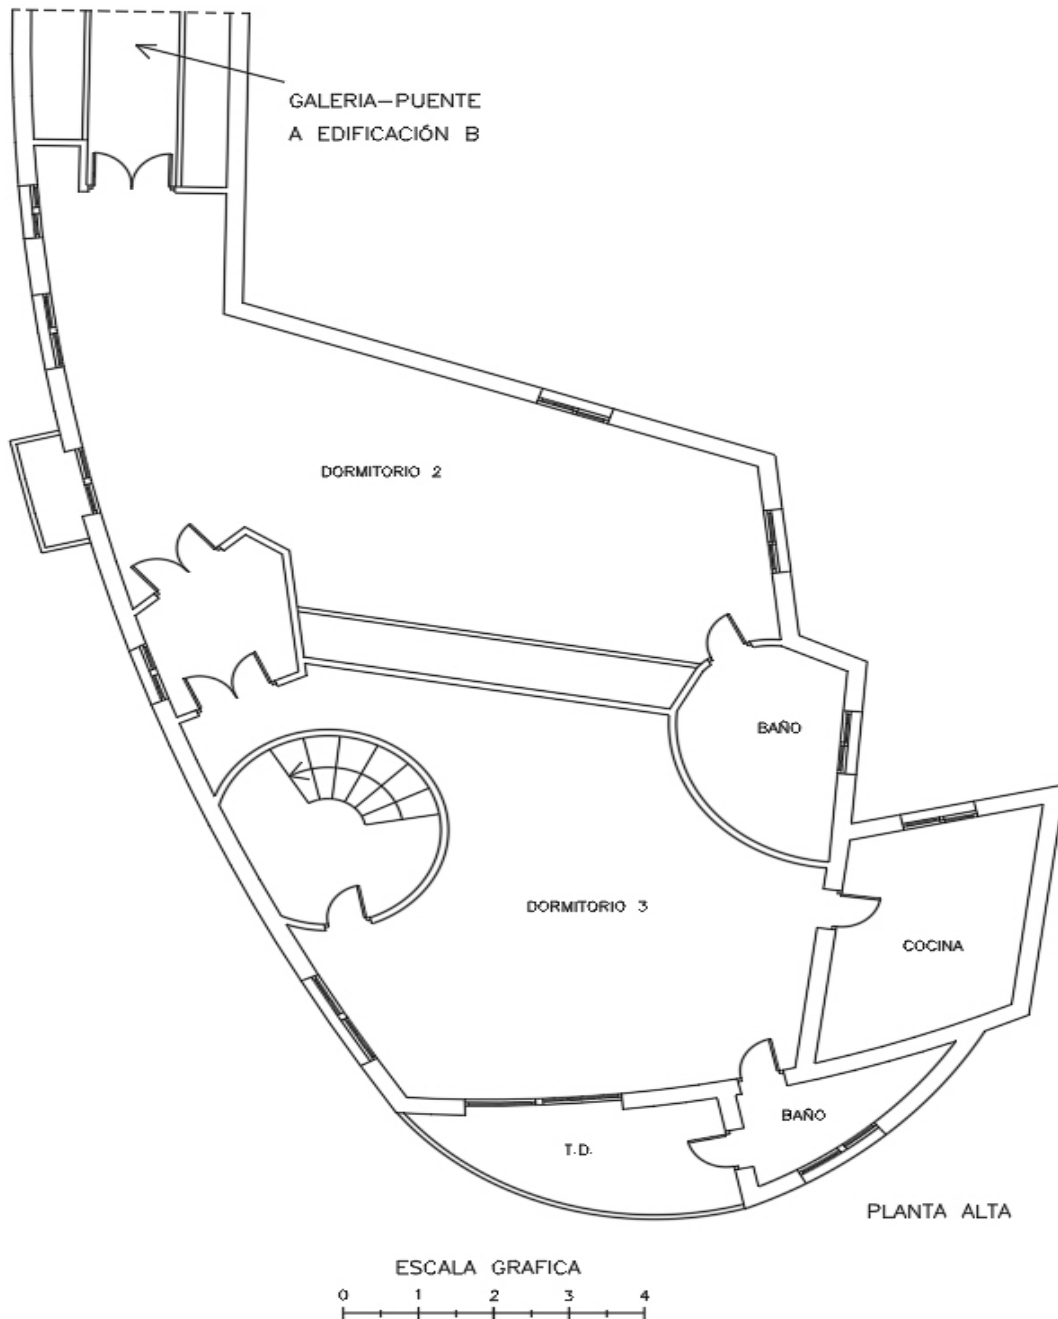 GALERIA-PUENTE
A EDIFICACIÓN B
DORMITORIO 2
BAÑO
DORMITORIO 3
COCINA
BAÑO
T.D.
PLANTA ALTA
ESCALA GRAFICA
0 1 2 3 4